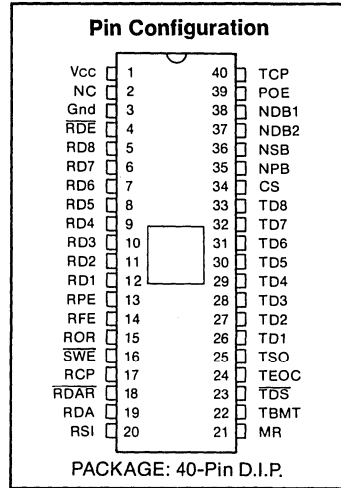 Pin Configuration
Vcc 1 40 TCP
NC 2 39 POE
Gnd 3 38 NDB1
RDE 4 37 NDB2
RD8 5 36 NSB
RD7 6 35 NPB
RD6 7 34 CS
RD5 8 33 TD8
RD4 9 32 TD7
RD3 10 31 TD6
RD2 11 30 TD5
RD1 12 29 TD4
RPE 13 28 TD3
RFE 14 27 TD2
ROR 15 26 TD1
SWE 16 25 TSO
RCP 17 24 TEOC
RDAR 18 23 TDS
RDA 19 22 TBMT
RSI 20 21 MR
PACKAGE: 40-Pin D.I.P.